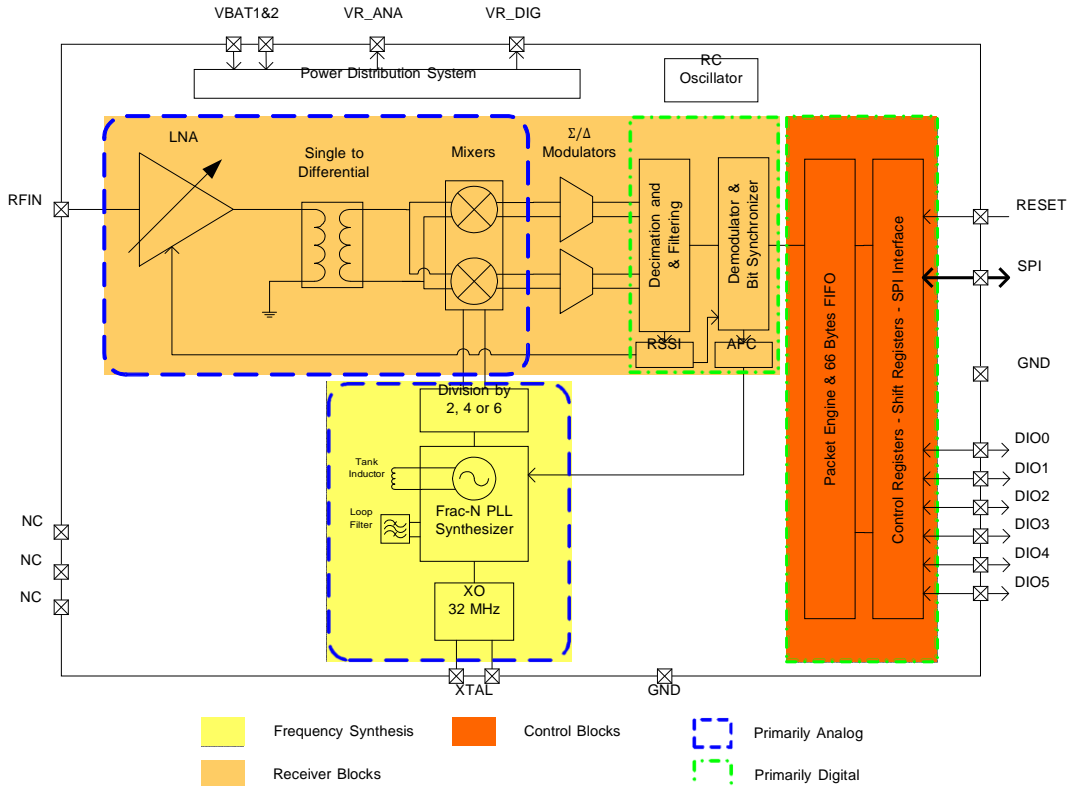 VBAT1&2
VR_ANA
VR_DIG
Power Distribution System
RC
Oscillator
LNA
Single to
Differential
Mixers
Σ/Δ
Modulators
RFIN
Decimation and
& Filtering
Demodulator &
Bit Synchronizer
RSSI
AFC
Packet Engine & 66 Bytes FIFO
Control Registers - Shift Registers - SPI Interface
RESET
SPI
GND
DIO0
DIO1
DIO2
DIO3
DIO4
DIO5
Division by
2, 4 or 6
Tank
Inductor
Loop
Filter
Frac-N PLL
Synthesizer
XO
32 MHz
NC
NC
NC
XTAL
GND
Frequency Synthesis
Control Blocks
Primarily Analog
Receiver Blocks
Primarily Digital